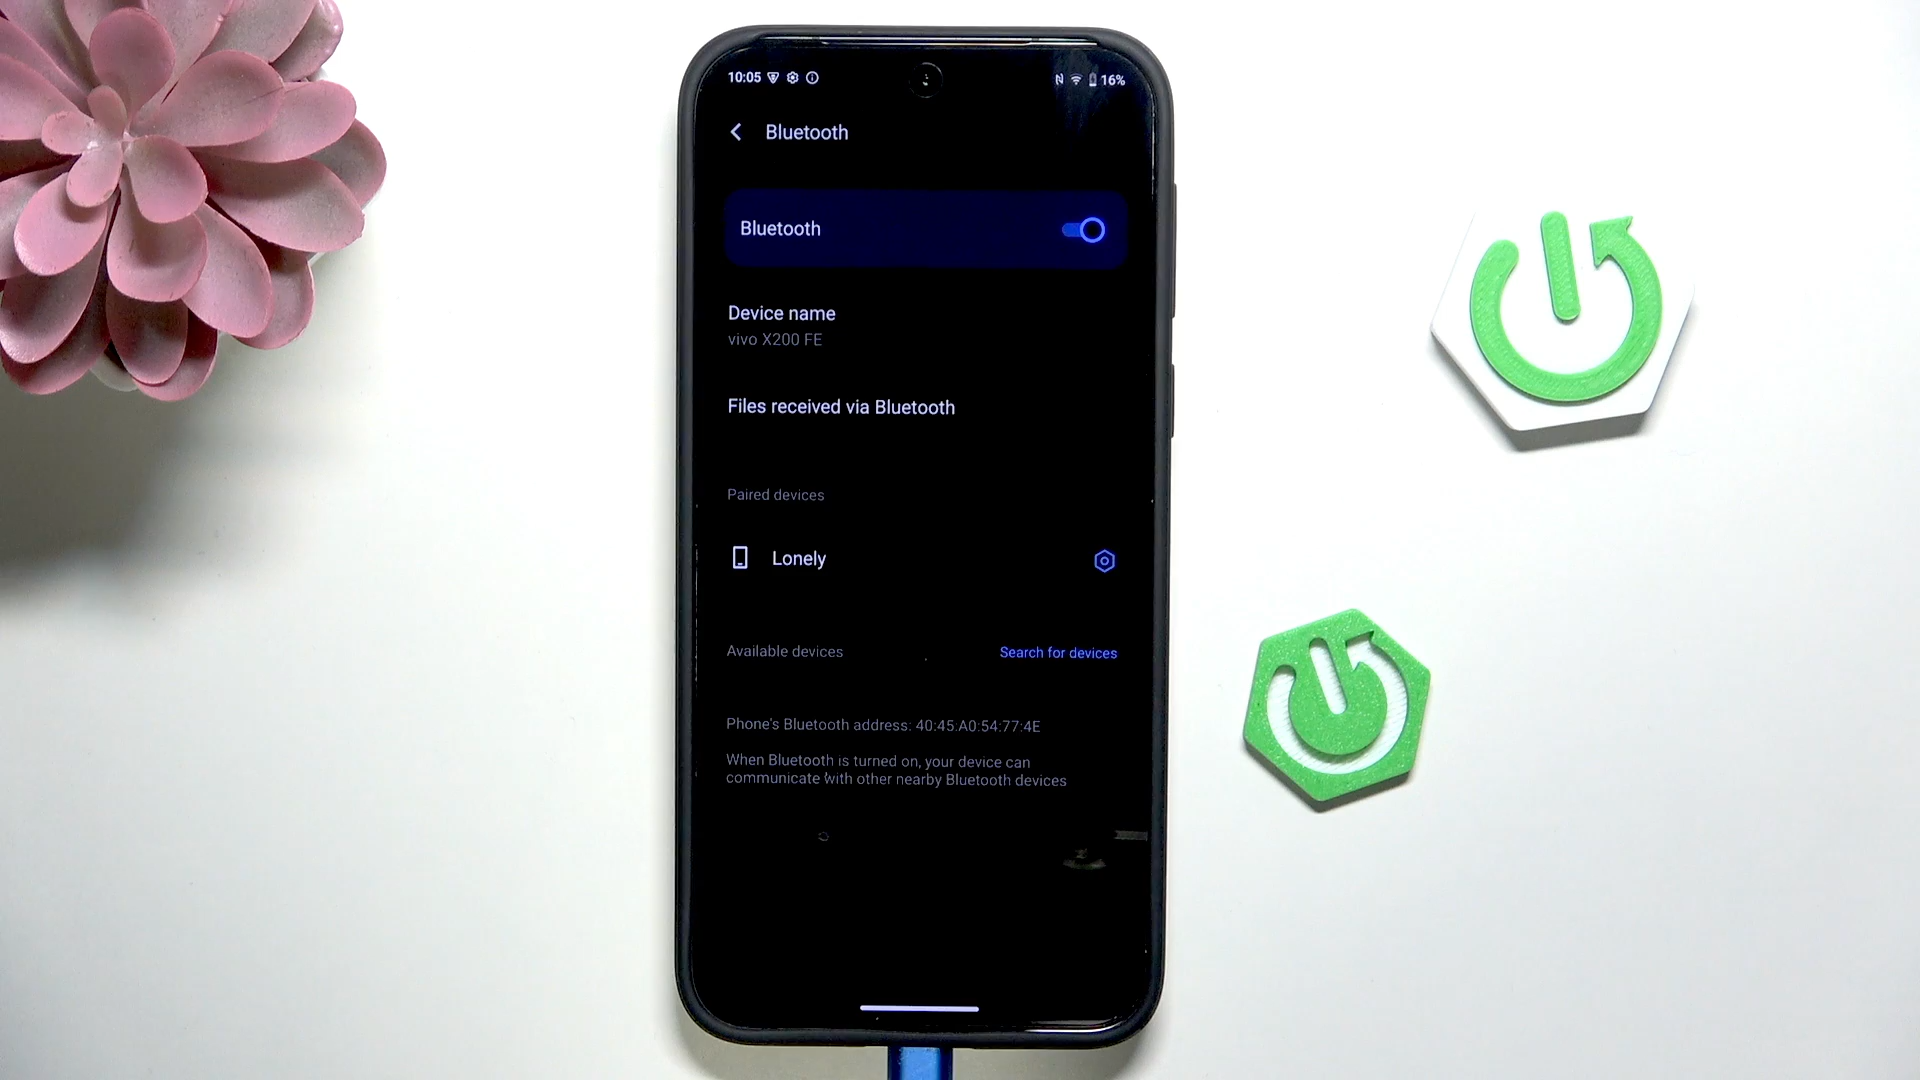 10:05
16%
Bluetooth
Bluetooth
Device name
vivo X200 FE
Files received via Bluetooth
Paired devices
Lonely
Available devices
Search for devices
Phone's Bluetooth address: 40:45:A0:54:77:4E
When Bluetooth is turned on, your device can
communicate with other nearby Bluetooth devices